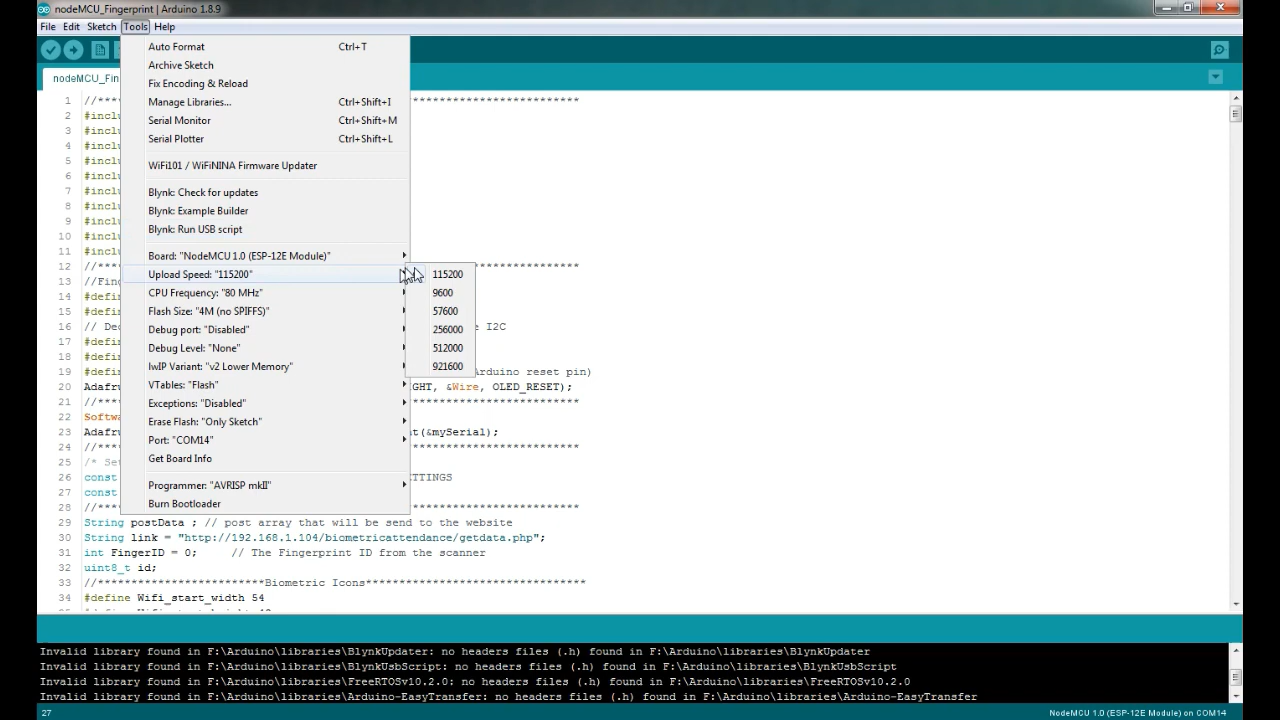 nodeMCU_Fingerprint | Arduino 1.8.9
File Edit Sketch Tools Help
nodeMCU_Fin
Auto Format Ctrl+T
Archive Sketch
Fix Encoding & Reload
Manage Libraries... Ctrl+Shift+I
Serial Monitor Ctrl+Shift+M
Serial Plotter Ctrl+Shift+L
WiFi101 / WiFiNINA Firmware Updater
Blynk: Check for updates
Blynk: Example Builder
Blynk: Run USB script
Board: "NodeMCU 1.0 (ESP-12E Module)"
Upload Speed: "115200"
CPU Frequency: "80 MHz"
Flash Size: "4M (no SPIFFS)"
Debug port: "Disabled"
Debug Level: "None"
lwIP Variant: "v2 Lower Memory"
VTables: "Flash"
Exceptions: "Disabled"
Erase Flash: "Only Sketch"
Port: "COM14"
Get Board Info
Programmer: "AVRISP mkII"
Burn Bootloader
115200
9600
57600
256000
512000
921600
1 //**** ******************************
2 #inclu
3 #inclu
4 #inclu
5 #inclu
6 #inclu
7 #inclu
8 #inclu
9 #inclu
10 #inclu
11 #inclu
12 //**** ****************
13 //Fing
14 #defin
15 #defin
16 // Dec e I2C
17 #defin
18 #defin
19 #defin rduino reset pin)
20 Adafru GHT, &Wire, OLED_RESET);
21 //**** ******************************
22 Softwa
23 Adafru t(&mySerial);
24 //**** ******************************
25 /* Set
26 const ETTINGS
27 const
28 //**** ******************************
29 String postData ; // post array that will be send to the website
30 String link = "http://192.168.1.104/biometricattendance/getdata.php";
31 int FingerID = 0; // The Fingerprint ID from the scanner
32 uint8_t id;
33 //************************Biometric Icons*********************************
34 #define Wifi_start_width 54
Invalid library found in F:\Arduino\libraries\BlynkUpdater: no headers files (.h) found in F:\Arduino\libraries\BlynkUpdater
Invalid library found in F:\Arduino\libraries\BlynkUsbScript: no headers files (.h) found in F:\Arduino\libraries\BlynkUsbScript
Invalid library found in F:\Arduino\libraries\FreeRTOSv10.2.0: no headers files (.h) found in F:\Arduino\libraries\FreeRTOSv10.2.0
Invalid library found in F:\Arduino\libraries\Arduino-EasyTransfer: no headers files (.h) found in F:\Arduino\libraries\Arduino-EasyTransfer
27 NodeMCU 1.0 (ESP-12E Module) on COM14